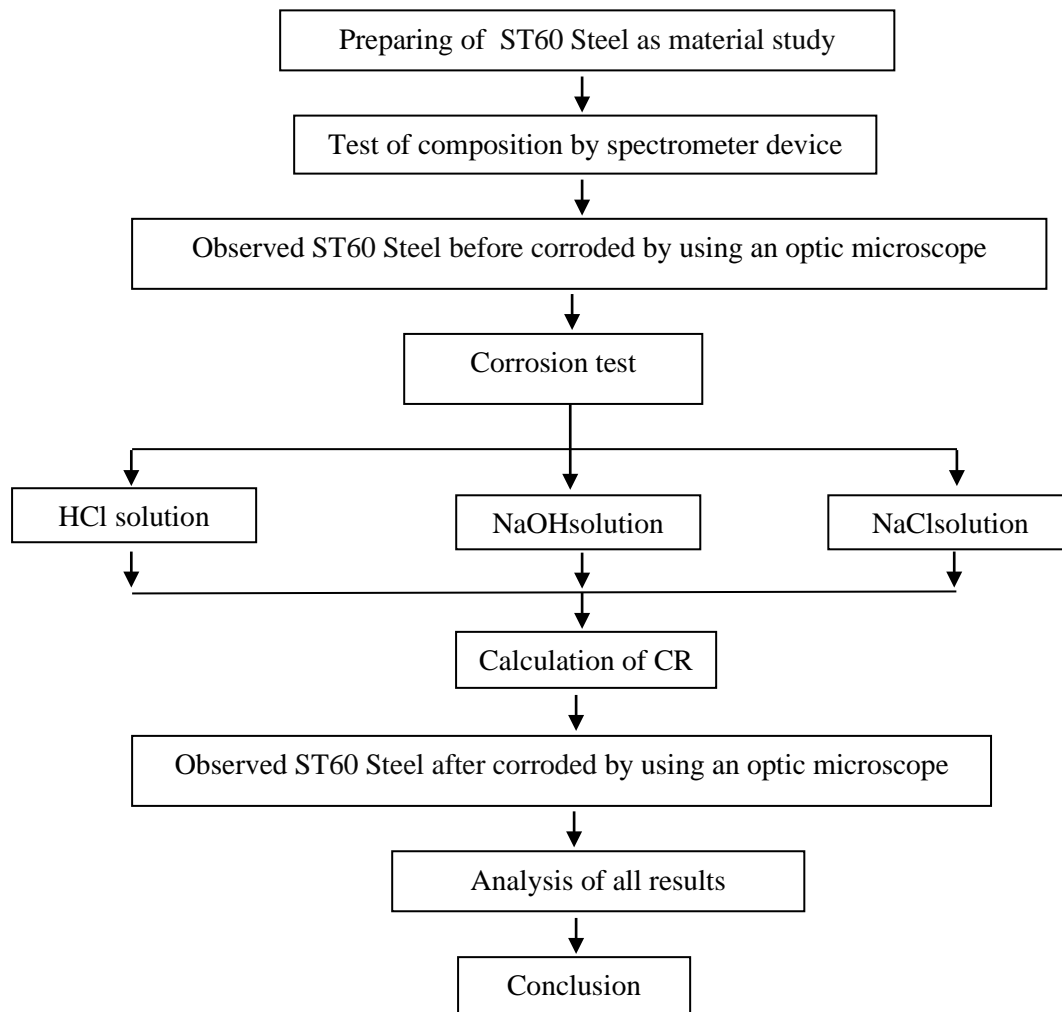 Preparing of ST60 Steel as material study
Test of composition by spectrometer device
Observed ST60 Steel before corroded by using an optic microscope
Corrosion test
HCl solution
NaOHsolution
NaClsolution
Calculation of CR
Observed ST60 Steel after corroded by using an optic microscope
Analysis of all results
Conclusion